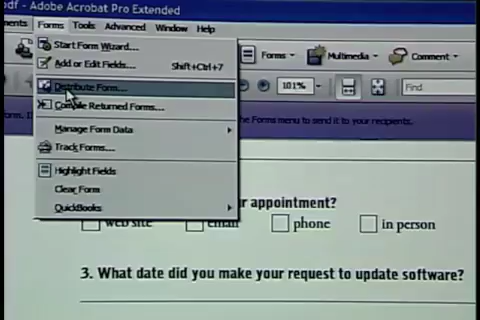 df - Adobe Acrobat Pro Extended
ments Forms Tools Advanced Window Help
Start Form Wizard...
Add or Edit Fields... Shift+Ctrl+7
Distribute Form...
Compile Returned Forms...
Manage Form Data
Track Forms...
Highlight Fields
Clear Form
QuickBooks
Forms Multimedia Comment
101% Find
orm. I
the Forms menu to send it to your recipients.
r appointment?
web site email phone in person
3. What date did you make your request to update software?